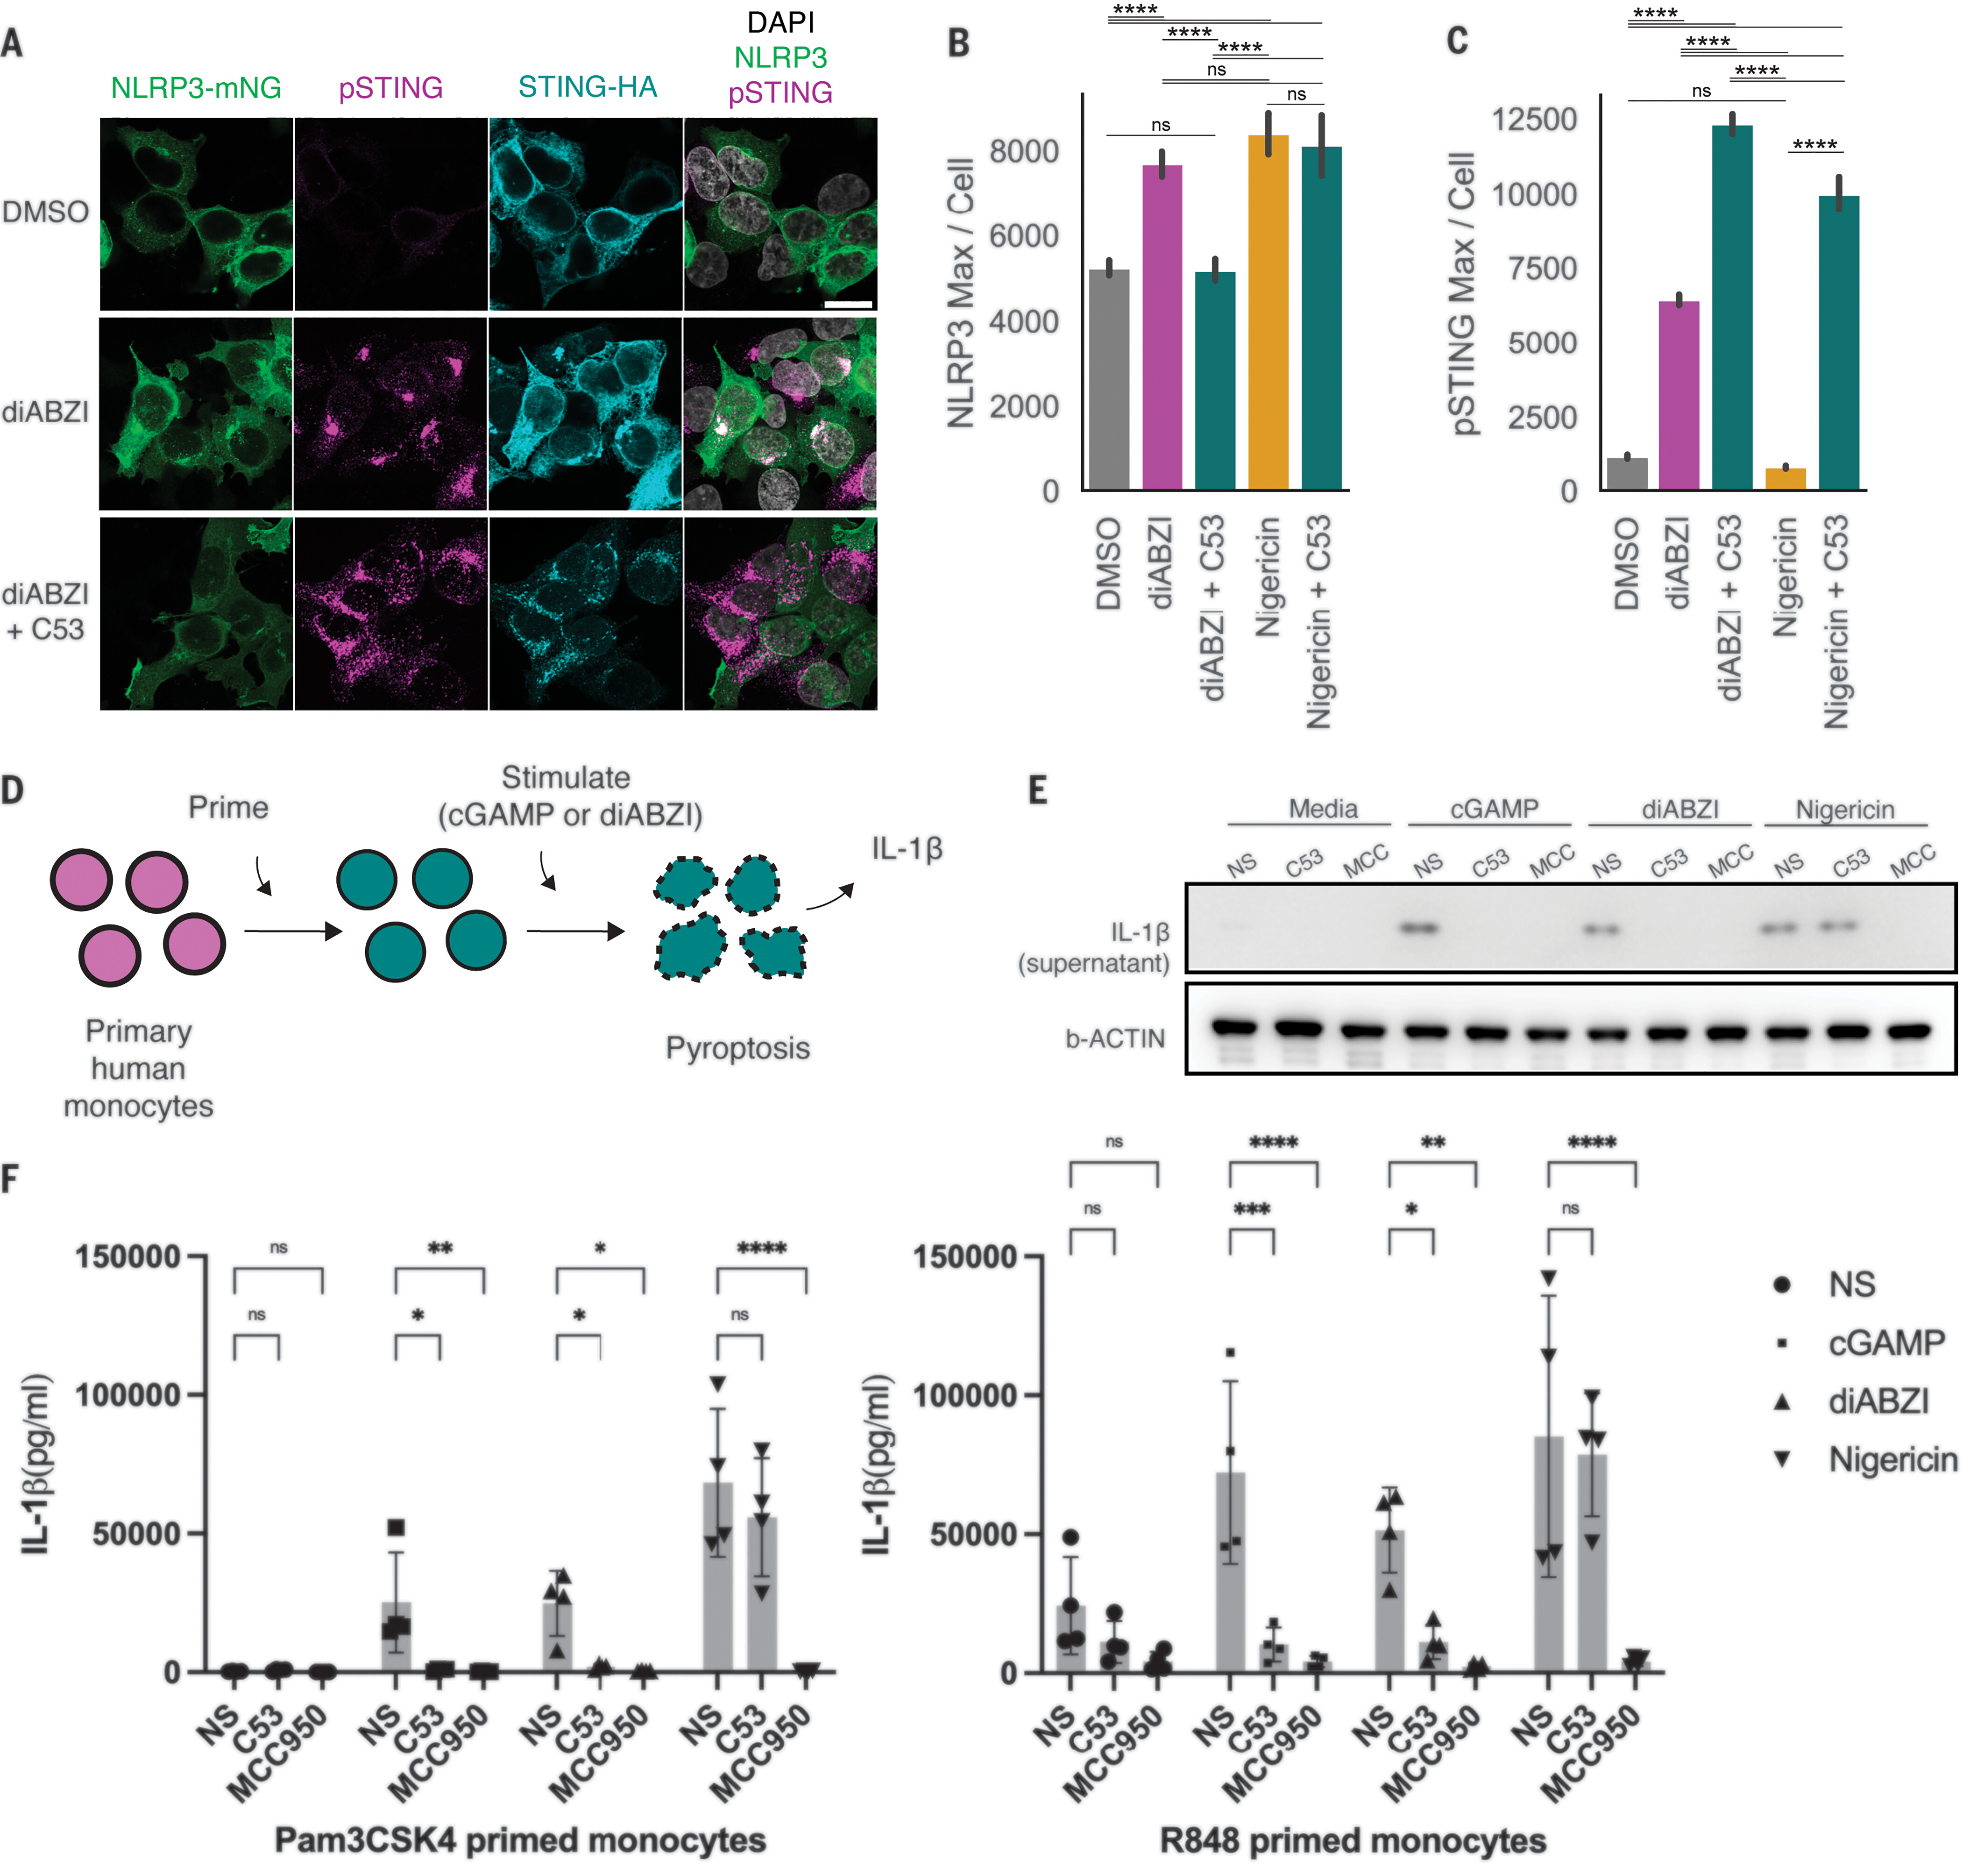 A
NLRP3-mNG
pSTING
STING-HA
DAPI
NLRP3
pSTING
DMSO
diABZI
diABZI
+ C53
B
****
****
****
ns
ns
ns
NLRP3 Max / Cell
8000
6000
4000
2000
0
DMSO
diABZI
diABZI + C53
Nigericin
Nigericin + C53
C
****
****
****
ns
****
pSTING Max / Cell
12500
10000
7500
5000
2500
0
DMSO
diABZI
diABZI + C53
Nigericin
Nigericin + C53
D
Prime
Stimulate
(cGAMP or diABZI)
IL-1β
Primary
human
monocytes
Pyroptosis
E
Media
cGAMP
diABZI
Nigericin
NS C53 MCC NS C53 MCC NS C53 MCC NS C53 MCC
IL-1β
(supernatant)
b-ACTIN
F
ns ** * ****
ns * * ns
IL-1β(pg/ml)
150000
100000
50000
0
NS C53 MCC950 NS C53 MCC950 NS C53 MCC950 NS C53 MCC950
Pam3CSK4 primed monocytes
ns **** ** ****
ns *** * ns
IL-1β(pg/ml)
150000
100000
50000
0
NS C53 MCC950 NS C53 MCC950 NS C53 MCC950 NS C53 MCC950
R848 primed monocytes
NS
cGAMP
diABZI
Nigericin